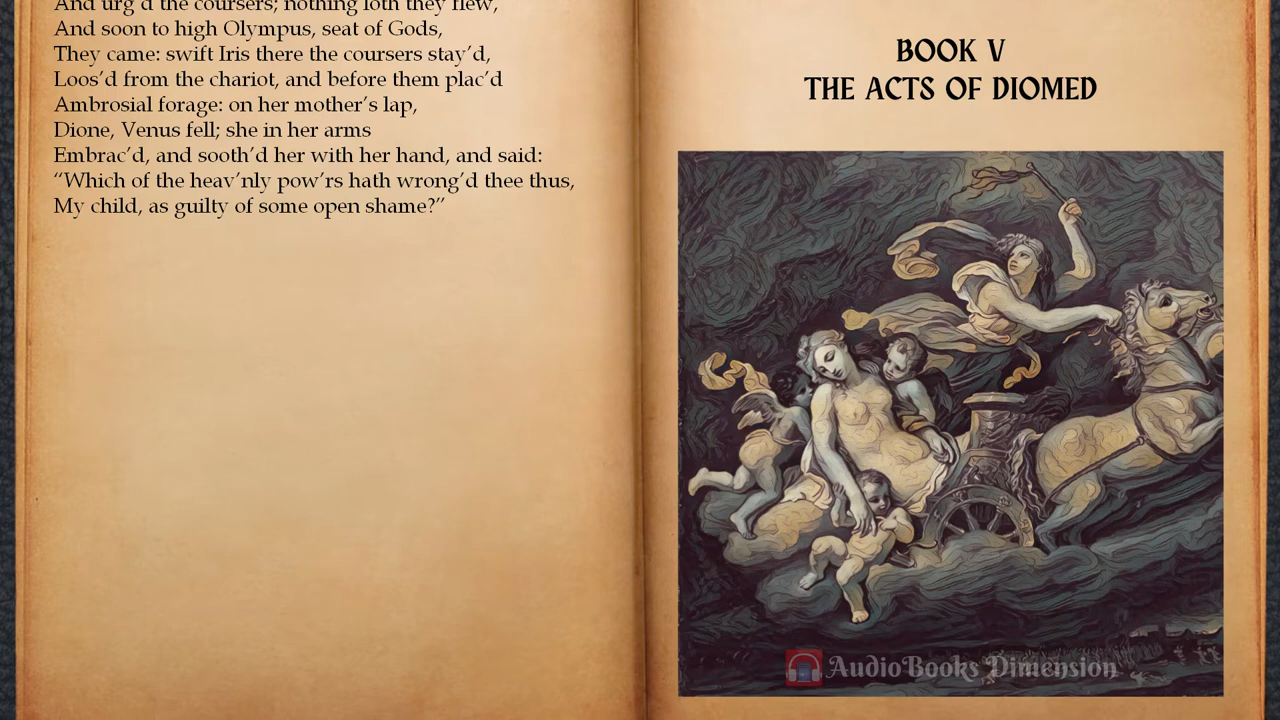 And urg'd the coursers; nothing loth they flew,
And soon to high Olympus, seat of Gods,
They came: swift Iris there the coursers stay'd,
Loos'd from the chariot, and before them plac'd
Ambrosial forage: on her mother's lap,
Dione, Venus fell; she in her arms
Embrac'd, and sooth'd her with her hand, and said:
“Which of the heav'nly pow'rs hath wrong'd thee thus,
My child, as guilty of some open shame?”
BOOK V
THE ACTS OF DIOMED
AudioBooks Dimension